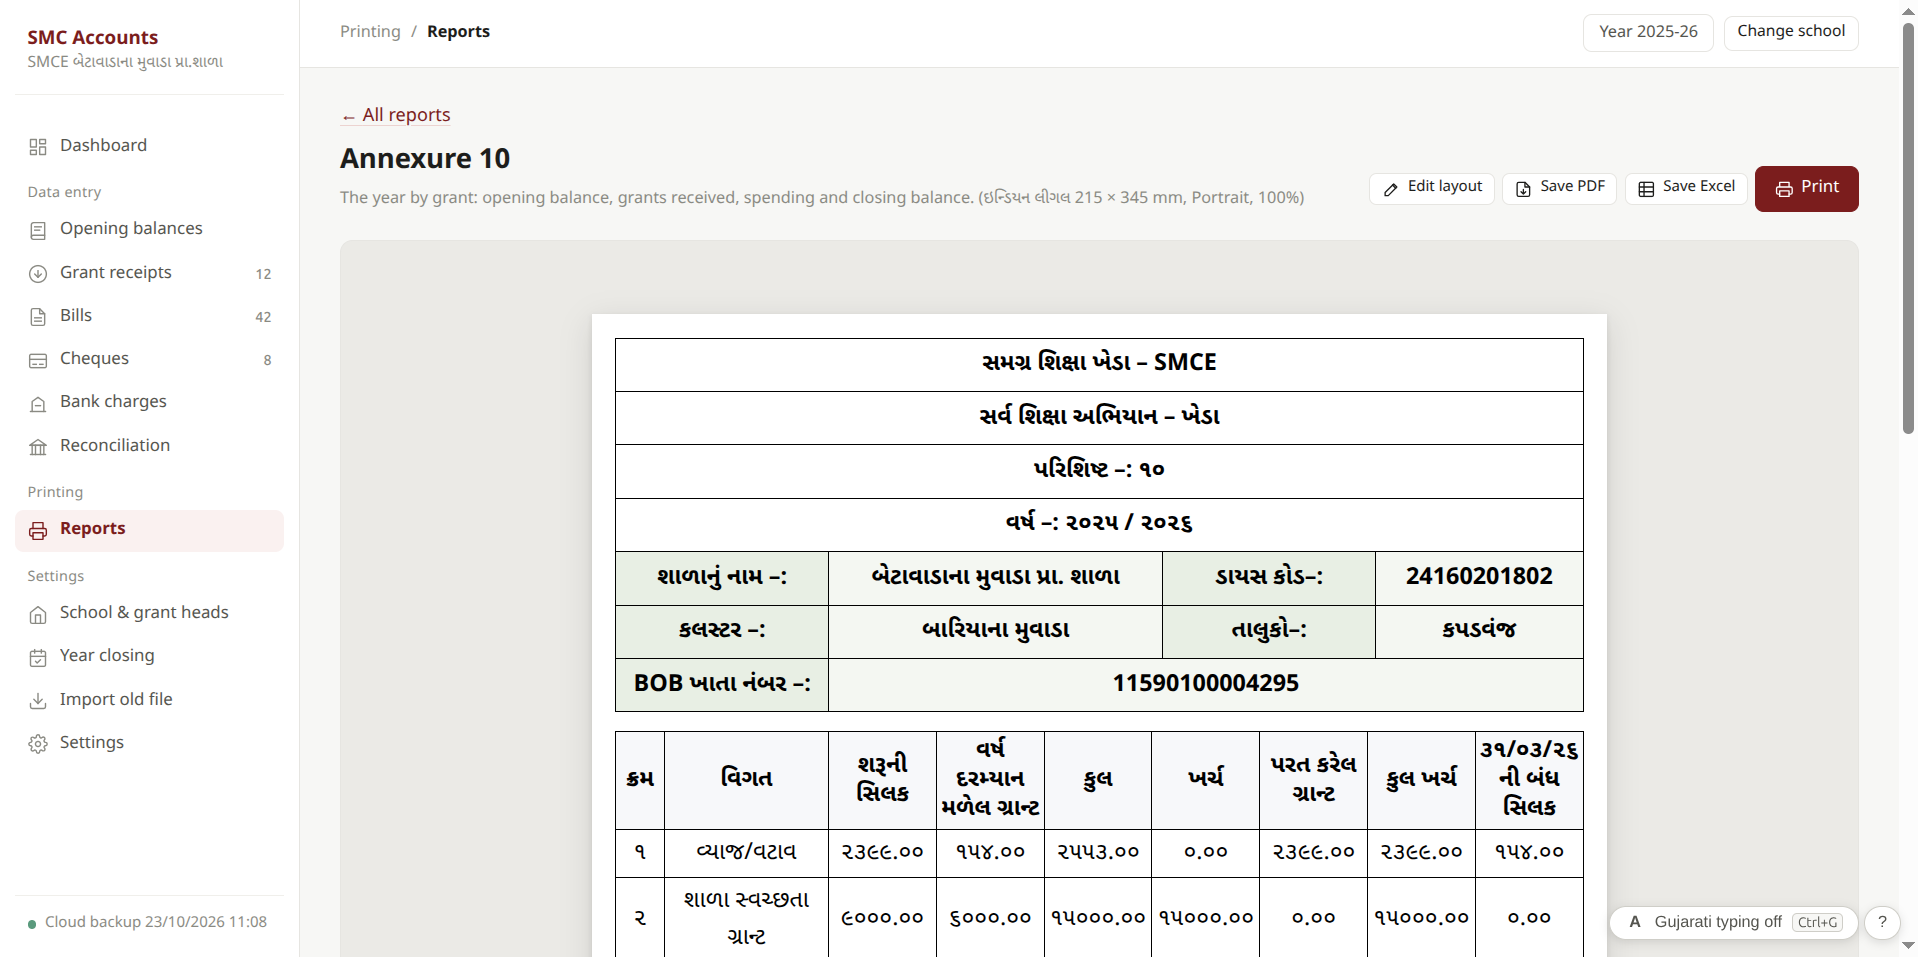 SMC Accounts
SMCE બેટાવાડાના મુવાડા પ્રા.શાળા
Dashboard
Data entry
Opening balances
Grant receipts 12
Bills 42
Cheques 8
Bank charges
Reconciliation
Printing
Reports
Settings
School & grant heads
Year closing
Import old file
Settings
Cloud backup 23/10/2026 11:08
Printing / Reports
Year 2025-26
Change school
← All reports
Annexure 10
The year by grant: opening balance, grants received, spending and closing balance. (ઇન્ડિયન લીગલ 215 × 345 mm, Portrait, 100%)
Edit layout
Save PDF
Save Excel
Print
સમગ્ર શિક્ષા ખેડા – SMCE
સર્વ શિક્ષા અભિયાન – ખેડા
પરિશિષ્ટ –: ૧૦
વર્ષ –: ૨૦૨૫ / ૨૦૨૬
શાળાનું નામ –: બેટાવાડાના મુવાડા પ્રા. શાળા ડાયસ કોડ–: 24160201802
કલસ્ટર –: બારિયાના મુવાડા તાલુકો–: કપડવંજ
BOB ખાતા નંબર –: 11590100004295
ક્રમ
વિગત
શરૂની
સિલક
વર્ષ
દરમ્યાન
મળેલ ગ્રાન્ટ
કુલ
ખર્ચ
પરત કરેલ
ગ્રાન્ટ
કુલ ખર્ચ
૩૧/૦૩/૨૬
ની બંધ
સિલક
૧ વ્યાજ/વટાવ ૨૩૯૯.૦૦ ૧૫૪.૦૦ ૨૫૫૩.૦૦ ૦.૦૦ ૨૩૯૯.૦૦ ૨૩૯૯.૦૦ ૧૫૪.૦૦
૨ શાળા સ્વચ્છતા
ગ્રાન્ટ
૯૦૦૦.૦૦ ૬૦૦૦.૦૦ ૧૫૦૦૦.૦૦ ૧૫૦૦૦.૦૦ ૦.૦૦ ૧૫૦૦૦.૦૦ ૦.૦૦
A Gujarati typing off Ctrl+G
?